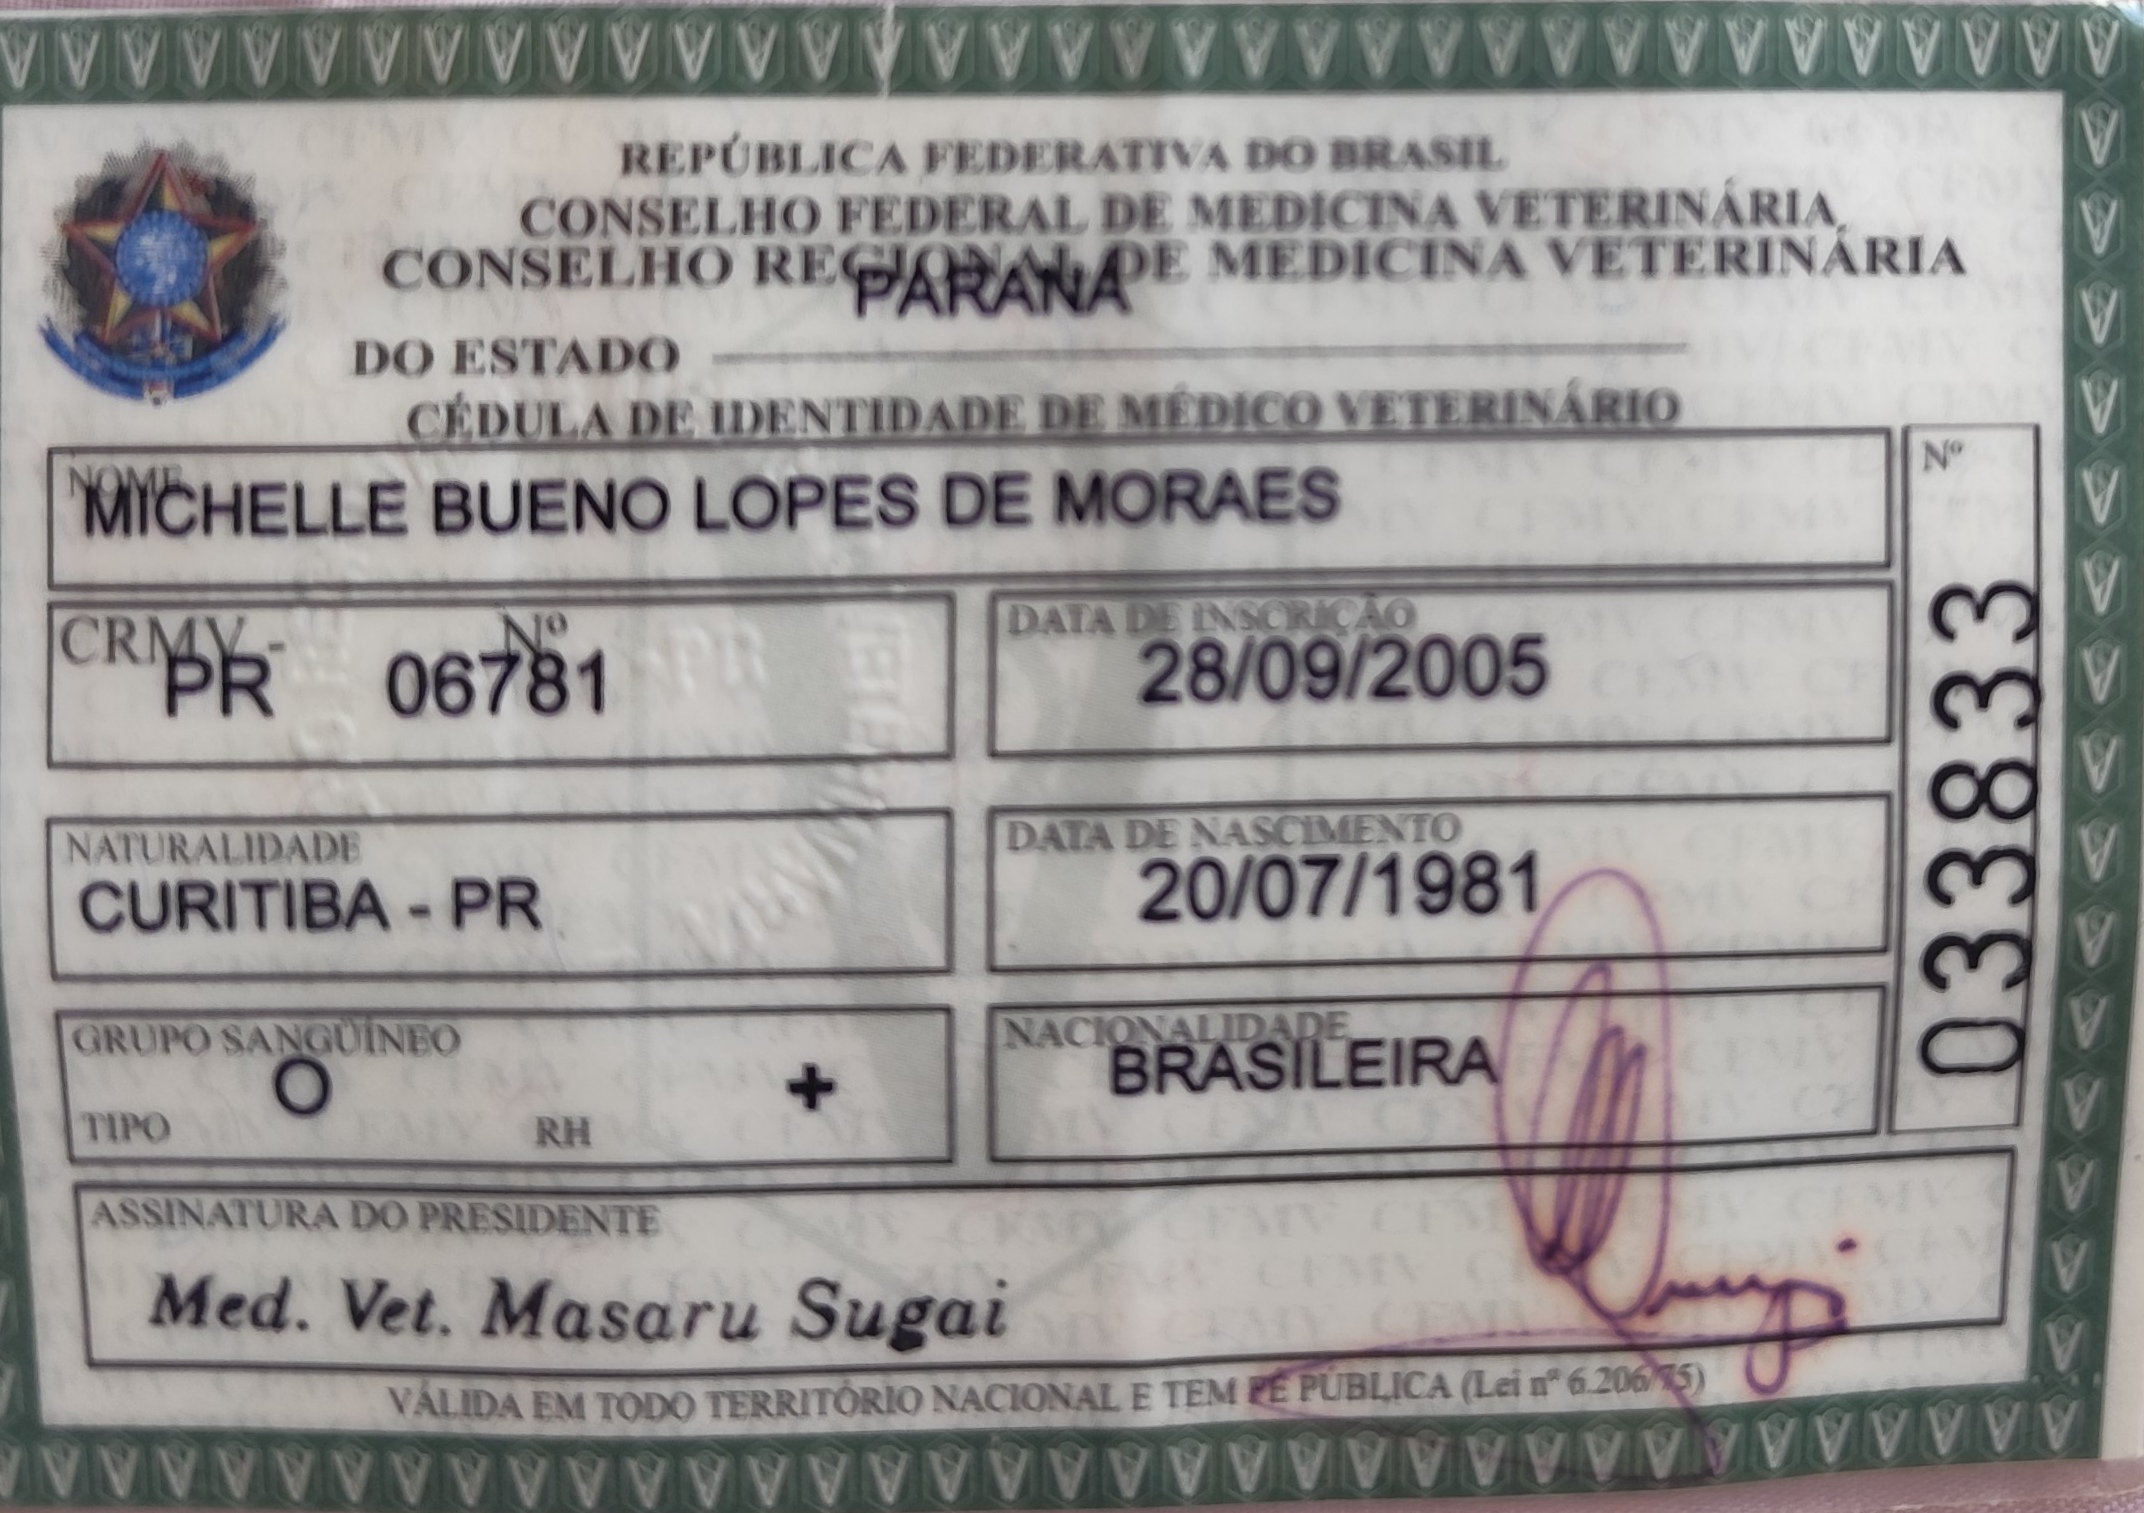 REPÚBLICA FEDERATIVA DO BRASIL
CONSELHO FEDERAL DE MEDICINA VETERINÁRIA
CONSELHO REGIONAL DE MEDICINA VETERINÁRIA
PARANÁ
DO ESTADO
CÉDULA DE IDENTIDADE DE MÉDICO VETERINÁRIO
NOME
MICHELLE BUENO LOPES DE MORAES
Nº
033833
CRMV - Nº
PR 06781
DATA DE INSCRIÇÃO
28/09/2005
NATURALIDADE
CURITIBA - PR
DATA DE NASCIMENTO
20/07/1981
GRUPO SANGÜÍNEO
O +
TIPO RH
NACIONALIDADE
BRASILEIRA
ASSINATURA DO PRESIDENTE
Med. Vet. Masaru Sugai
VÁLIDA EM TODO TERRITÓRIO NACIONAL E TEM FÉ PÚBLICA (Lei nº 6.206/75)